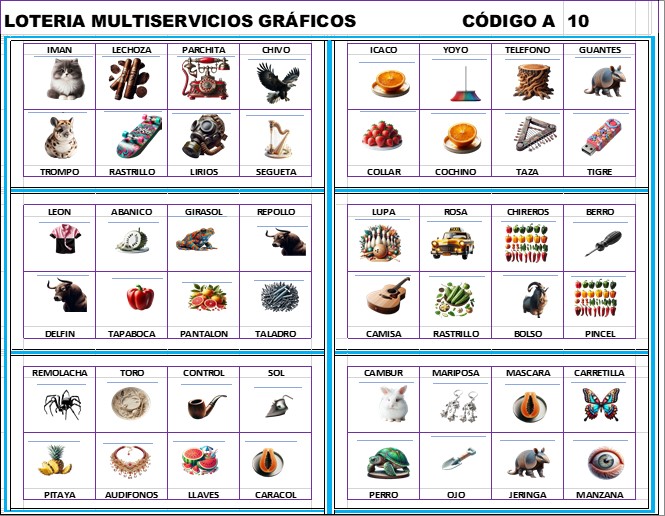 LOTERIA MULTISERVICIOS GRÁFICOS CÓDIGO A 10
IMAN LECHOZA PARCHITA CHIVO
TROMPO RASTRILLO LIRIOS SEGUETA
ICACO YOYO TELEFONO GUANTES
COLLAR COCHINO TAZA TIGRE
LEON ABANICO GIRASOL REPOLLO
DELFIN TAPABOCA PANTALON TALADRO
LUPA ROSA CHIREROS BERRO
CAMISA RASTRILLO BOLSO PINCEL
REMOLACHA TORO CONTROL SOL
PITAYA AUDIFONOS LLAVES CARACOL
CAMBUR MARIPOSA MASCARA CARRETILLA
PERRO OJO JERINGA MANZANA